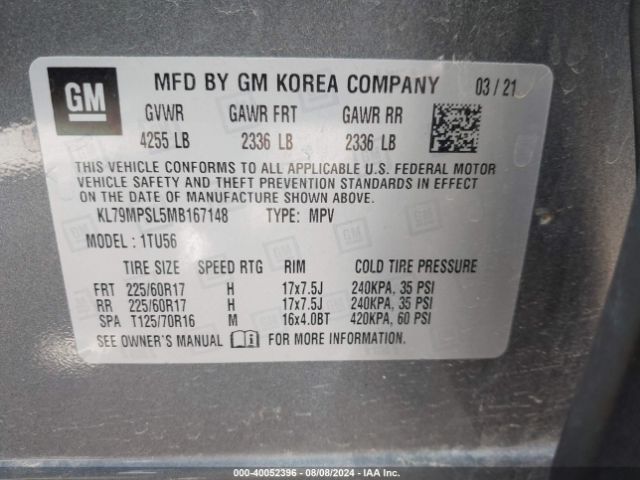 GM
MFD BY GM KOREA COMPANY 03 / 21
GVWR GAWR FRT GAWR RR
4255 LB 2336 LB 2336 LB
THIS VEHICLE CONFORMS TO ALL APPLICABLE U.S. FEDERAL MOTOR
VEHICLE SAFETY AND THEFT PREVENTION STANDARDS IN EFFECT
ON THE DATE OF MANUFACTURE SHOWN ABOVE.
KL79MPSL5MB167148 TYPE: MPV
MODEL : 1TU56
TIRE SIZE SPEED RTG RIM COLD TIRE PRESSURE
FRT 225/60R17 H 17x7.5J 240KPA, 35 PSI
RR 225/60R17 H 17x7.5J 240KPA, 35 PSI
SPA T125/70R16 M 16x4.0BT 420KPA, 60 PSI
SEE OWNER'S MANUAL FOR MORE INFORMATION
000-40052396 - 08/08/2024 - IAA Inc.